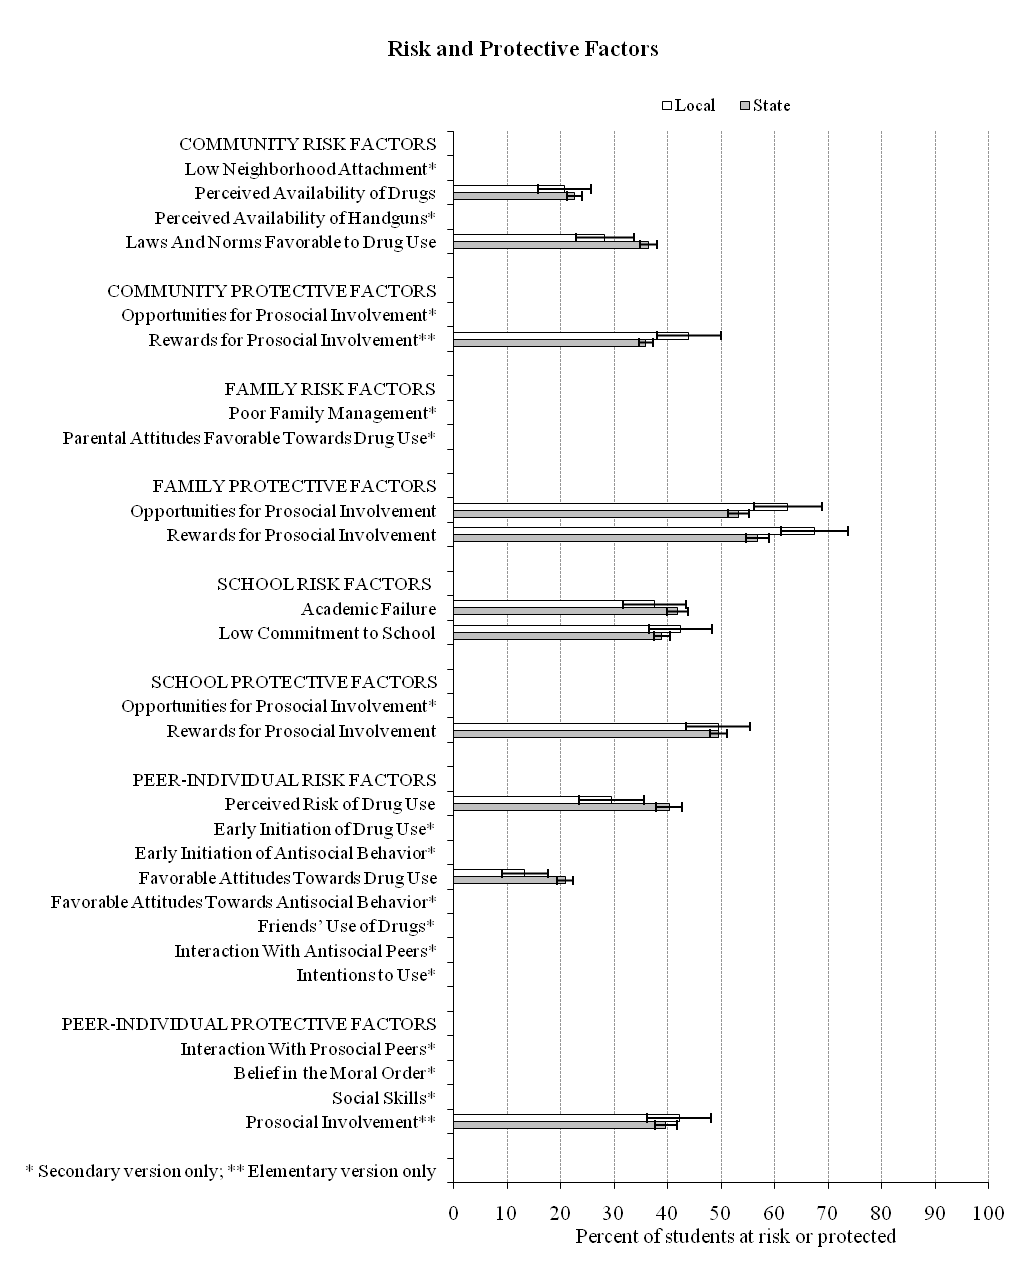 Risk and Protective Factors
Local State
COMMUNITY RISK FACTORS
Low Neighborhood Attachment*
Perceived Availability of Drugs
Perceived Availability of Handguns*
Laws And Norms Favorable to Drug Use
COMMUNITY PROTECTIVE FACTORS
Opportunities for Prosocial Involvement*
Rewards for Prosocial Involvement**
FAMILY RISK FACTORS
Poor Family Management*
Parental Attitudes Favorable Towards Drug Use*
FAMILY PROTECTIVE FACTORS
Opportunities for Prosocial Involvement
Rewards for Prosocial Involvement
SCHOOL RISK FACTORS
Academic Failure
Low Commitment to School
SCHOOL PROTECTIVE FACTORS
Opportunities for Prosocial Involvement*
Rewards for Prosocial Involvement
PEER-INDIVIDUAL RISK FACTORS
Perceived Risk of Drug Use
Early Initiation of Drug Use*
Early Initiation of Antisocial Behavior*
Favorable Attitudes Towards Drug Use
Favorable Attitudes Towards Antisocial Behavior*
Friends’ Use of Drugs*
Interaction With Antisocial Peers*
Intentions to Use*
PEER-INDIVIDUAL PROTECTIVE FACTORS
Interaction With Prosocial Peers*
Belief in the Moral Order*
Social Skills*
Prosocial Involvement**
* Secondary version only; ** Elementary version only
0 10 20 30 40 50 60 70 80 90 100
Percent of students at risk or protected